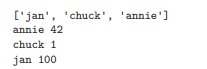 ['jan', 'chuck', 'annie']
annie 42
chuck 1
jan 100